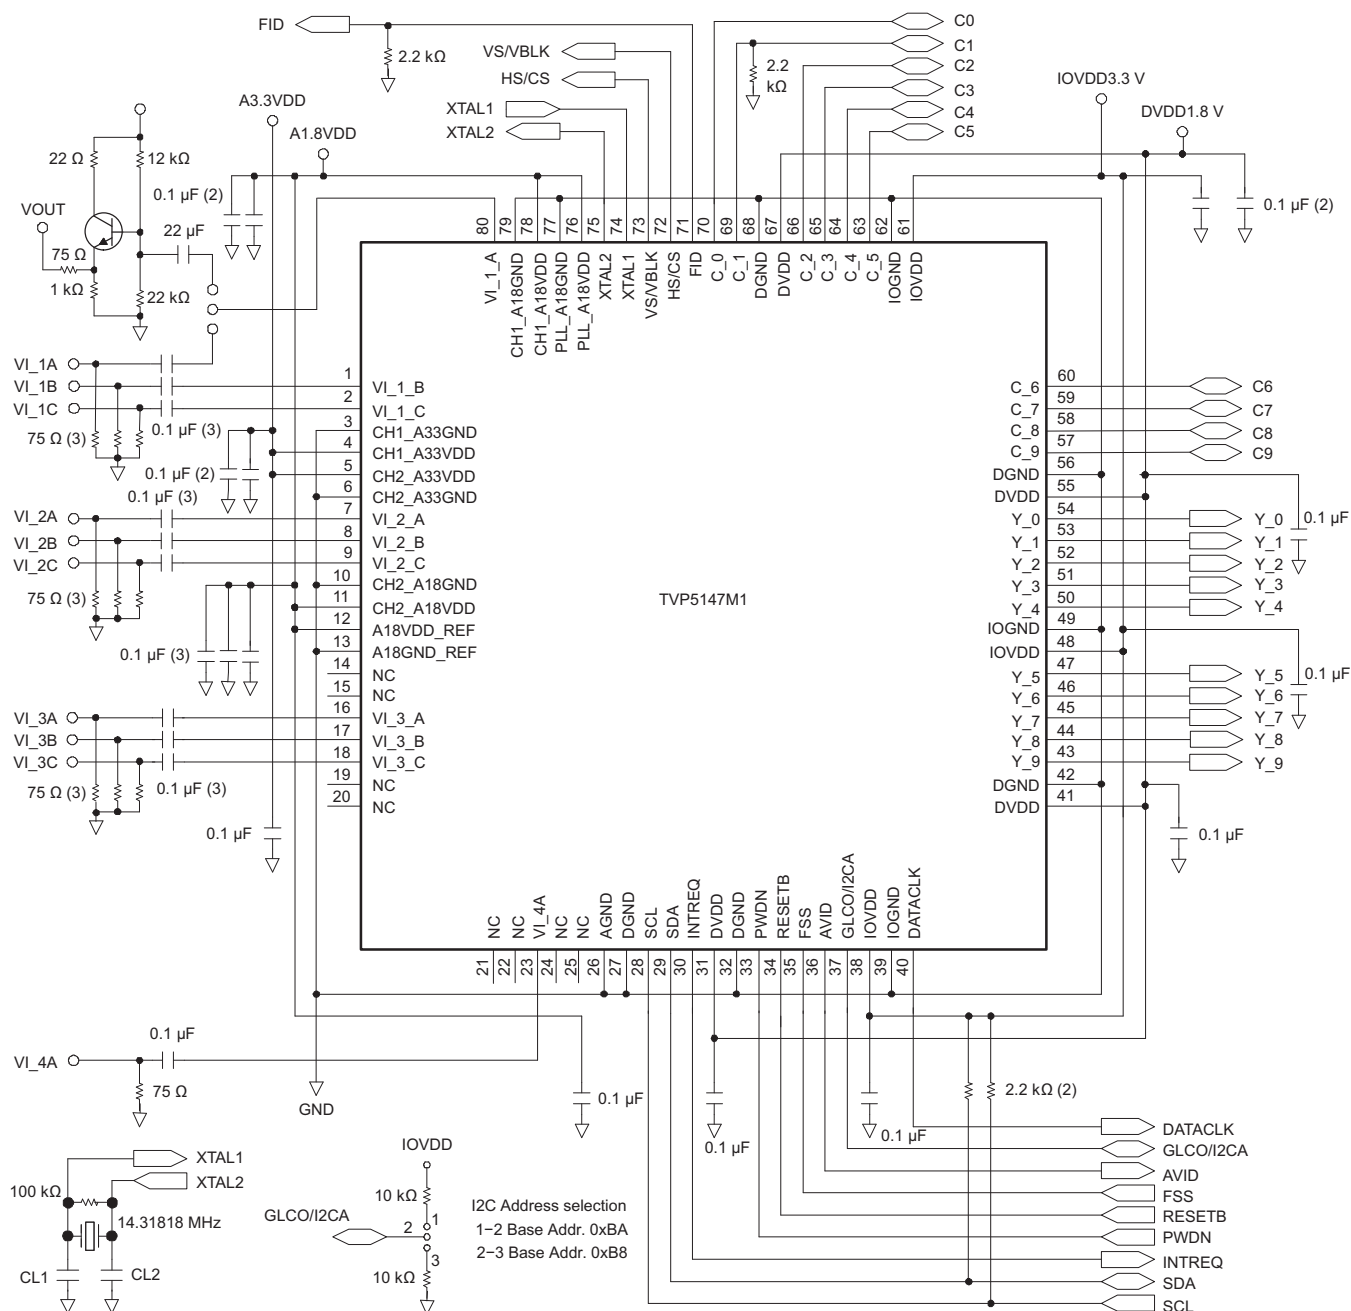 FID
2.2 kΩ
VS/VBLK
HS/CS
XTAL1
XTAL2
C0
C1
2.2
kΩ
C2
C3
C4
C5
IOVDD3.3 V
DVDD1.8 V
0.1 µF (2)
A3.3VDD
A1.8VDD
22 Ω
12 kΩ
0.1 µF (2)
VOUT
22 µF
75 Ω
1 kΩ
22 kΩ
80
79
78
77
76
75
74
73
72
71
70
69
68
67
66
65
64
63
62
61
VI_1_A
CH1_A18GND
CH1_A18VDD
PLL_A18GND
PLL_A18VDD
XTAL2
XTAL1
VS/VBLK
HS/CS
FID
C_0
C_1
DGND
DVDD
C_2
C_3
C_4
C_5
IOGND
IOVDD
VI_1A
VI_1B
VI_1C
75 Ω (3)
0.1 µF (3)
0.1 µF (2)
0.1 µF (3)
VI_2A
VI_2B
VI_2C
75 Ω (3)
0.1 µF (3)
VI_3A
VI_3B
VI_3C
75 Ω (3)
0.1 µF (3)
0.1 µF
1 VI_1_B
2 VI_1_C
3 CH1_A33GND
4 CH1_A33VDD
5 CH2_A33VDD
6 CH2_A33GND
7 VI_2_A
8 VI_2_B
9 VI_2_C
10 CH2_A18GND
11 CH2_A18VDD
12 A18VDD_REF
13 A18GND_REF
14 NC
15 NC
16 VI_3_A
17 VI_3_B
18 VI_3_C
19 NC
20 NC
TVP5147M1
C_6 60 C6
C_7 59 C7
C_8 58 C8
C_9 57 C9
DGND 56
DVDD 55
Y_0 54 Y_0
Y_1 53 Y_1
Y_2 52 Y_2
Y_3 51 Y_3
Y_4 50 Y_4
IOGND 49
IOVDD 48
Y_5 47 Y_5
Y_6 46 Y_6
Y_7 45 Y_7
Y_8 44 Y_8
Y_9 43 Y_9
DGND 42
DVDD 41
0.1 µF
0.1 µF
0.1 µF
NC
NC
VI_4A
NC
NC
AGND
DGND
SCL
SDA
INTREQ
DVDD
DGND
PWDN
RESETB
FSS
AVID
GLCO/I2CA
IOVDD
IOGND
DATACLK
21
22
23
24
25
26
27
28
29
30
31
32
33
34
35
36
37
38
39
40
VI_4A
0.1 µF
75 Ω
GND
0.1 µF
0.1 µF
0.1 µF
2.2 kΩ (2)
DATACLK
GLCO/I2CA
AVID
FSS
RESETB
PWDN
INTREQ
SDA
SCL
XTAL1
XTAL2
100 kΩ
14.31818 MHz
CL1
CL2
IOVDD
10 kΩ
GLCO/I2CA
1
2
3
10 kΩ
I2C Address selection
1−2 Base Addr. 0xBA
2−3 Base Addr. 0xB8